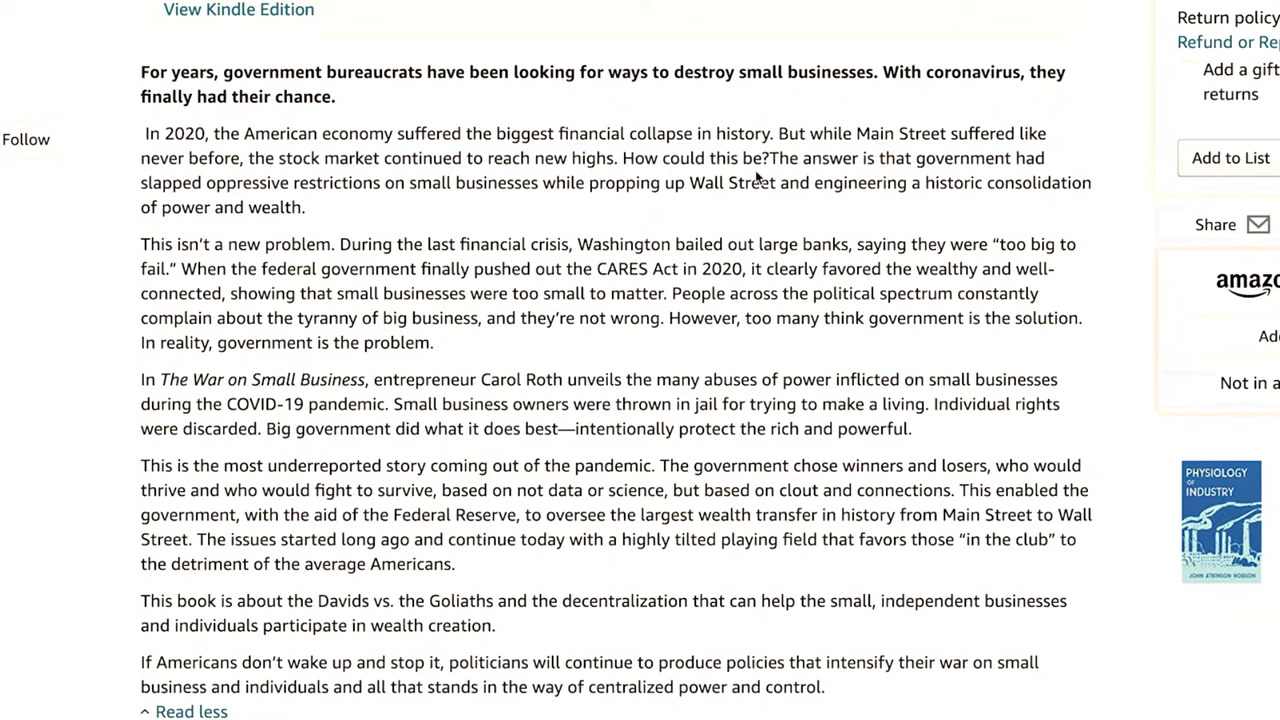 View Kindle Edition
For years, government bureaucrats have been looking for ways to destroy small businesses. With coronavirus, they
finally had their chance.
In 2020, the American economy suffered the biggest financial collapse in history. But while Main Street suffered like
never before, the stock market continued to reach new highs. How could this be?The answer is that government had
slapped oppressive restrictions on small businesses while propping up Wall Street and engineering a historic consolidation
of power and wealth.
This isn’t a new problem. During the last financial crisis, Washington bailed out large banks, saying they were “too big to
fail.” When the federal government finally pushed out the CARES Act in 2020, it clearly favored the wealthy and well-
connected, showing that small businesses were too small to matter. People across the political spectrum constantly
complain about the tyranny of big business, and they’re not wrong. However, too many think government is the solution.
In reality, government is the problem.
In The War on Small Business, entrepreneur Carol Roth unveils the many abuses of power inflicted on small businesses
during the COVID-19 pandemic. Small business owners were thrown in jail for trying to make a living. Individual rights
were discarded. Big government did what it does best—intentionally protect the rich and powerful.
This is the most underreported story coming out of the pandemic. The government chose winners and losers, who would
thrive and who would fight to survive, based on not data or science, but based on clout and connections. This enabled the
government, with the aid of the Federal Reserve, to oversee the largest wealth transfer in history from Main Street to Wall
Street. The issues started long ago and continue today with a highly tilted playing field that favors those “in the club” to
the detriment of the average Americans.
This book is about the Davids vs. the Goliaths and the decentralization that can help the small, independent businesses
and individuals participate in wealth creation.
If Americans don’t wake up and stop it, politicians will continue to produce policies that intensify their war on small
business and individuals and all that stands in the way of centralized power and control.
^ Read less
Follow
Return policy
Refund or Re
Add a gift
returns
Add to List
Share
amazo
Ad
Not in a
PHYSIOLOGY
OF
INDUSTRY
JOHN ATKINSON HOBSON